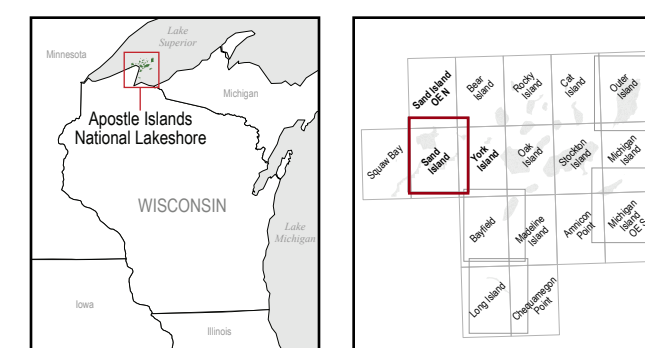 Lake
Superior
Minnesota
Michigan
Apostle Islands
National Lakeshore
WISCONSIN
Lake
Michigan
Iowa
Illinois
Sand Island
OE N
Bear
Island
Rocky
Island
Cat
Island
Outer
Island
Squaw Bay
Sand
Island
York
Island
Oak
Island
Stockton
Island
Michigan
Island
Bayfield
Madeline
Island
Amnicon
Point
Michigan
Island
OE S
Long Island
Chequamegon
Point